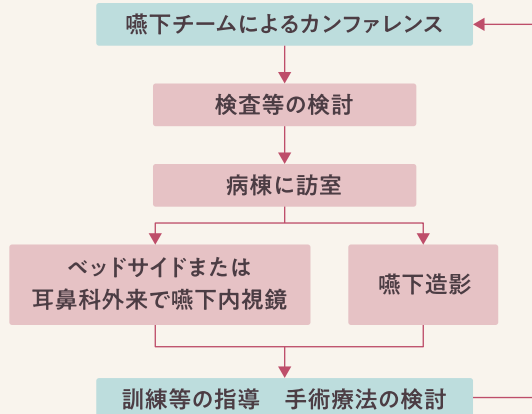 嚥下チームによるカンファレンス
検査等の検討
病棟に訪室
ベッドサイドまたは
耳鼻科外来で嚥下内視鏡
嚥下造影
訓練等の指導　手術療法の検討